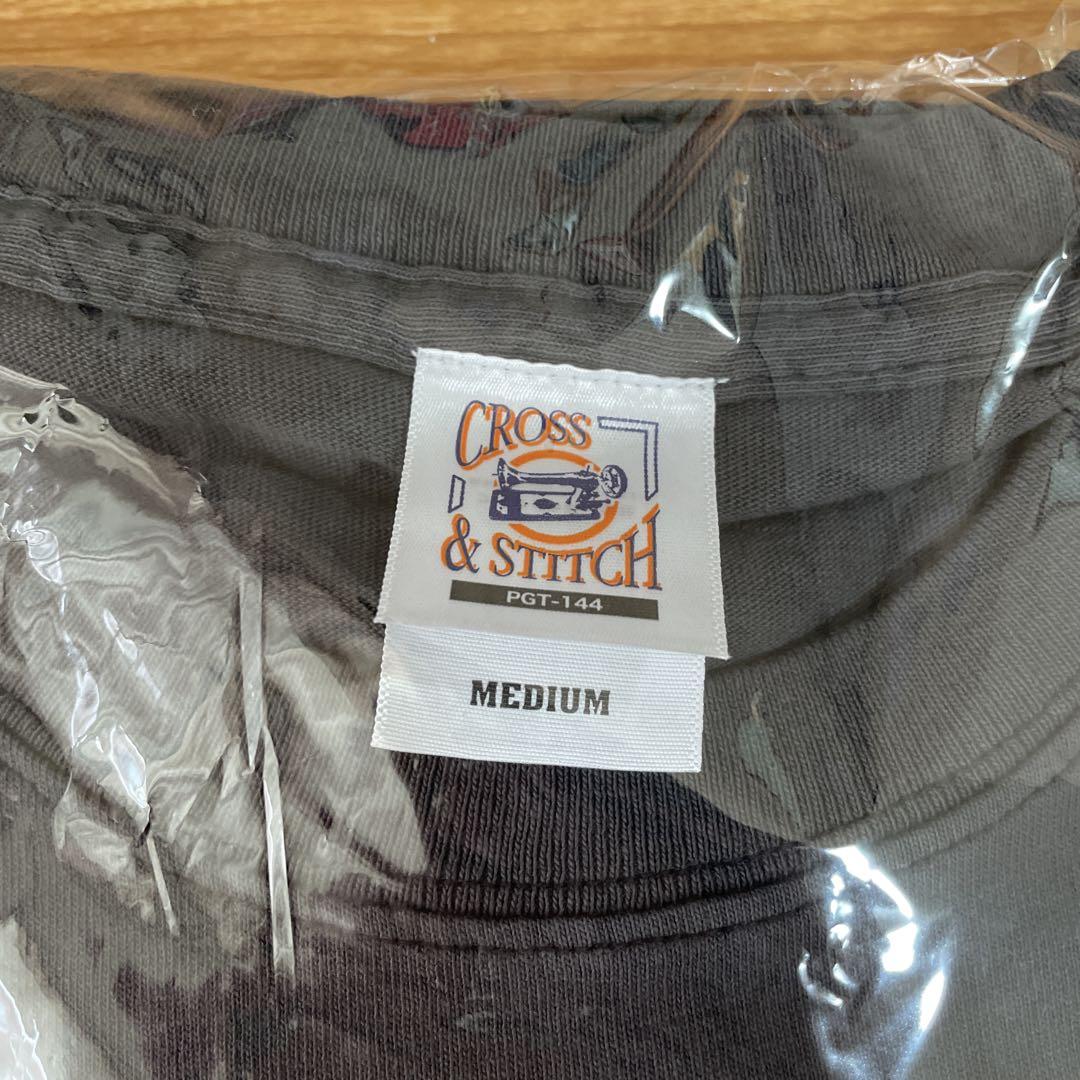 CROSS
& STITCH
PGT-144
MEDIUM